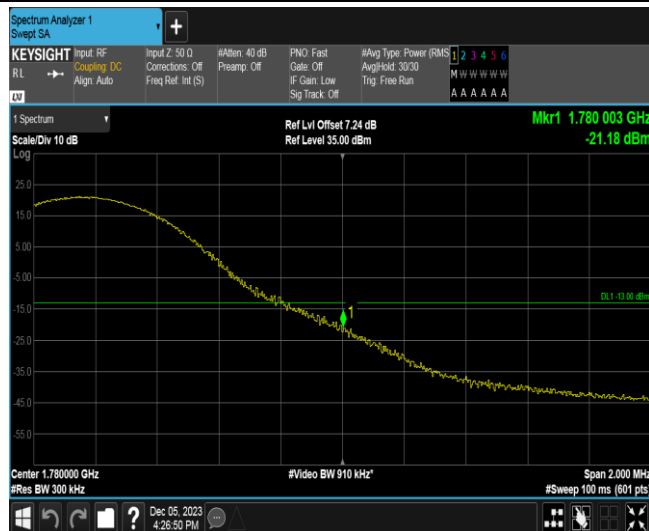 Spectrum Analyzer 1
Swept SA
+
KEYSIGHT
RL
Input: RF
Coupling: DC
Align: Auto
Input Z: 50 Ω
Corrections: Off
Freq Ref: Int (S)
#Atten: 40 dB
Preamp: Off
PNO: Fast
Gate: Off
IF Gain: Low
Sig Track: Off
#Avg Type: Power (RMS
Avg|Hold: 30/30
Trig: Free Run
1 2 3 4 5 6
M W W W W W
A A A A A A
1 Spectrum
Scale/Div 10 dB
Log
Ref Lvl Offset 7.24 dB
Ref Level 35.00 dBm
Mkr1 1.780 003 GHz
-21.18 dBm
25.0
15.0
5.00
-5.00
-15.0
-25.0
-35.0
-45.0
-55.0
DL1 -13.00 dBm
1
Center 1.780000 GHz
#Res BW 300 kHz
#Video BW 910 kHz*
Span 2.000 MHz
#Sweep 100 ms (601 pts)
?
Dec 05, 2023
4:26:50 PM